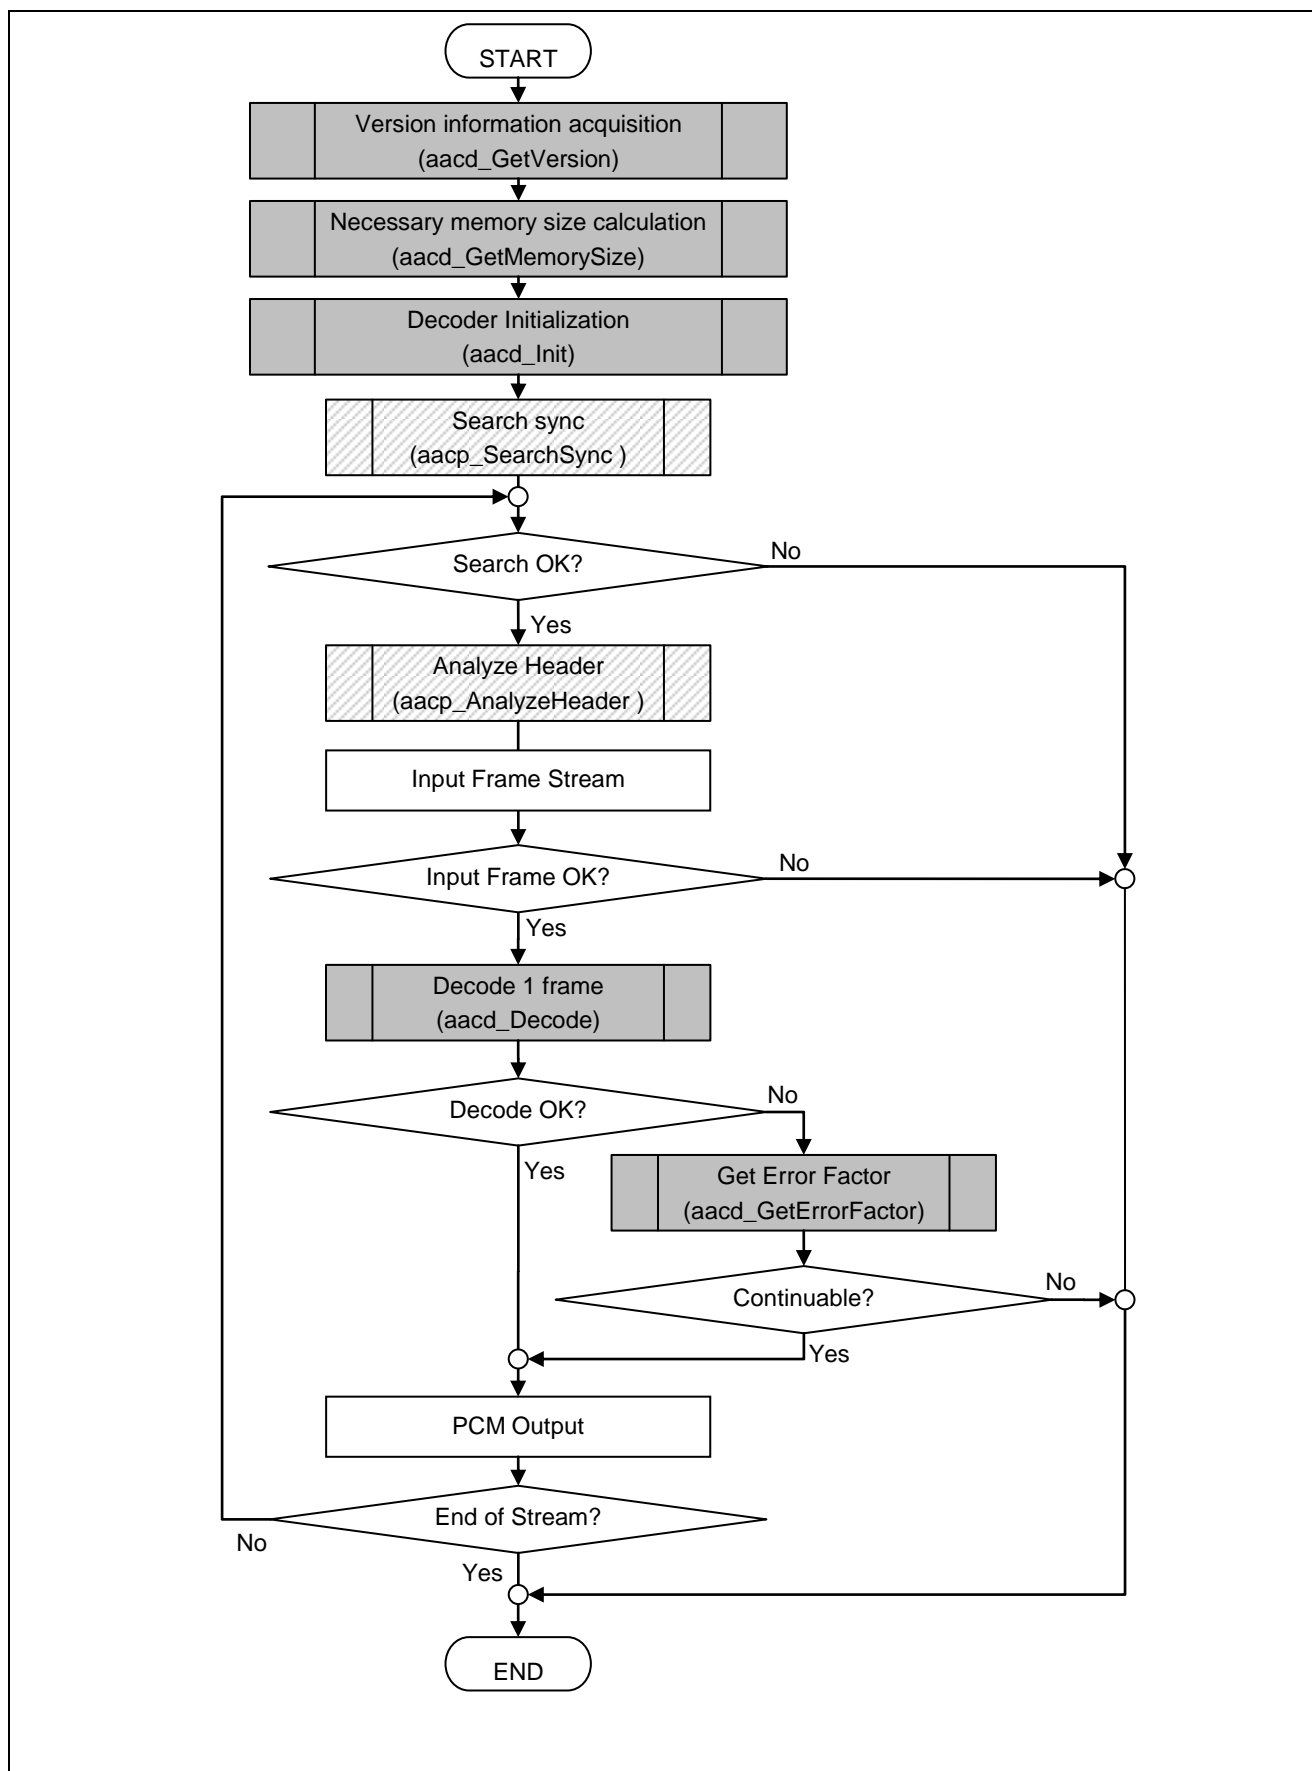 START
Version information acquisition
(aacd_GetVersion)
Necessary memory size calculation
(aacd_GetMemorySize)
Decoder Initialization
(aacd_Init)
Search sync
(aacp_SearchSync )
Search OK?
No
Yes
Analyze Header
(aacp_AnalyzeHeader )
Input Frame Stream
Input Frame OK?
No
Yes
Decode 1 frame
(aacd_Decode)
Decode OK?
No
Yes
Get Error Factor
(aacd_GetErrorFactor)
Continuable?
No
Yes
PCM Output
End of Stream?
No
Yes
END